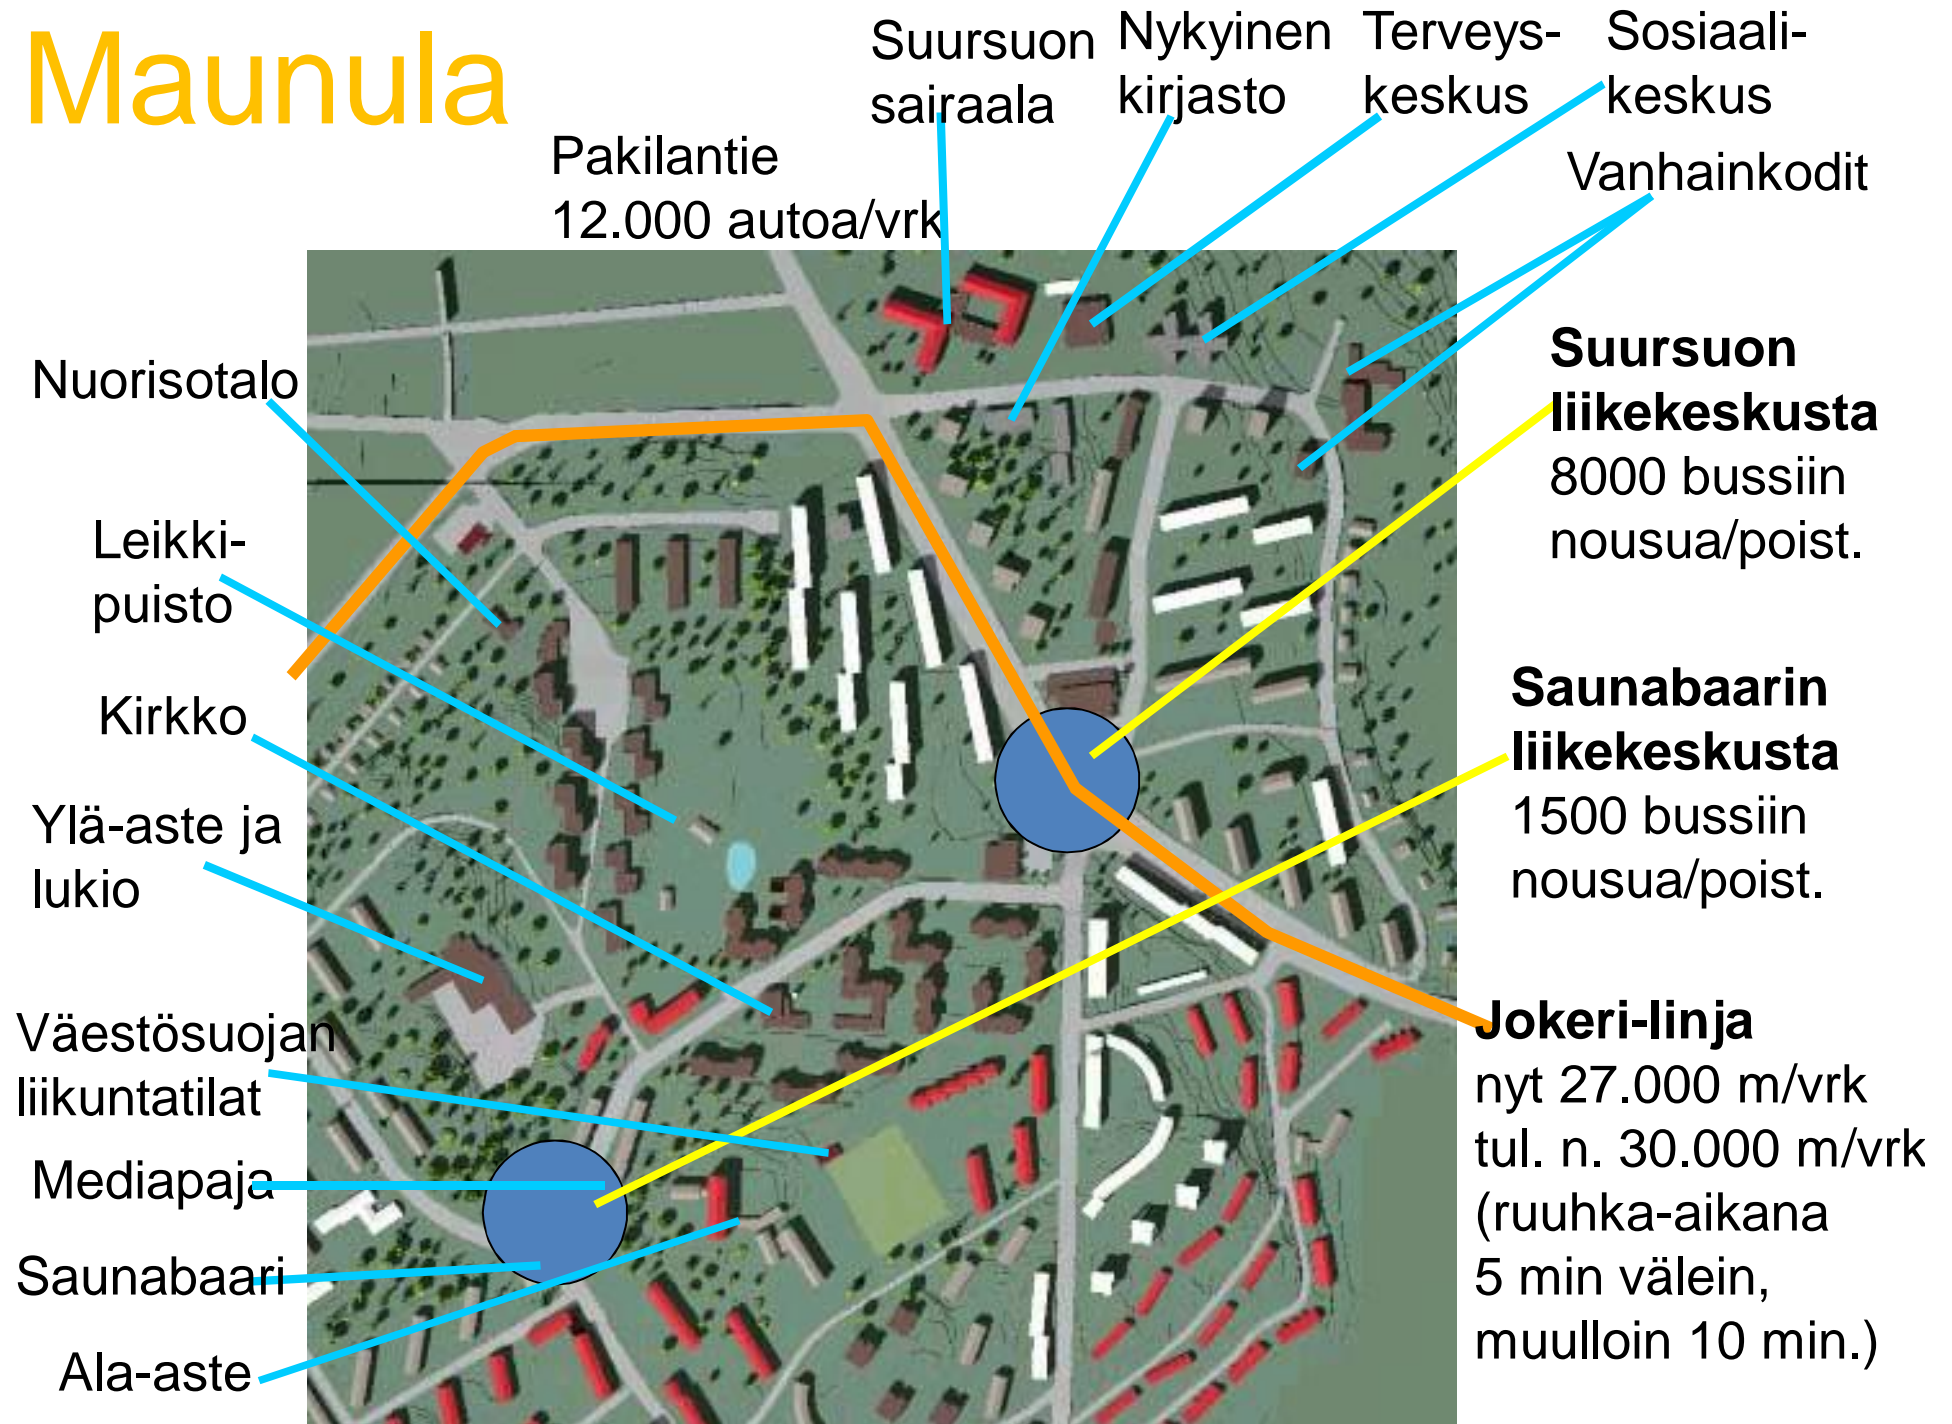 Maunula
Suursuon
sairaala
Nykyinen
kirjasto
Terveys-
keskus
Sosiaali-
keskus
Pakilantie
12.000 autoa/vrk
Vanhainkodit
Nuorisotalo
Leikki-
puisto
Kirkko
Ylä-aste ja
lukio
Väestösuojan
liikuntatilat
Mediapaja
Saunabaari
Ala-aste
Suursuon
liikekeskusta
8000 bussiin
nousua/poist.
Saunabaarin
liikekeskusta
1500 bussiin
nousua/poist.
Jokeri-linja
nyt 27.000 m/vrk
tul. n. 30.000 m/vrk
(ruuhka-aikana
5 min välein,
muulloin 10 min.)